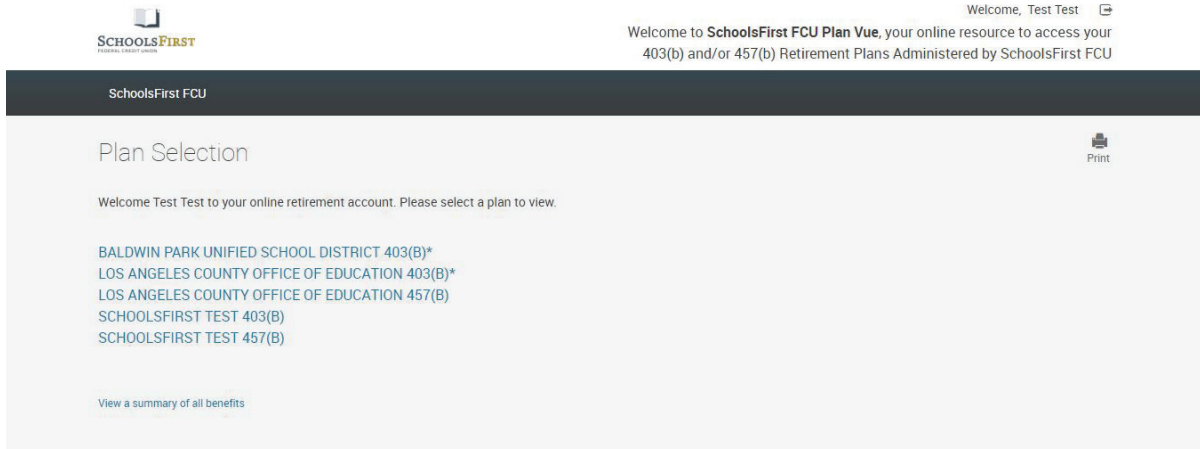 SCHOOLSFIRST
FEDERAL CREDIT UNION
Welcome, Test Test
Welcome to SchoolsFirst FCU Plan Vue, your online resource to access your
403(b) and/or 457(b) Retirement Plans Administered by SchoolsFirst FCU
SchoolsFirst FCU
Plan Selection
Print
Welcome Test Test to your online retirement account. Please select a plan to view.
BALDWIN PARK UNIFIED SCHOOL DISTRICT 403(B)*
LOS ANGELES COUNTY OFFICE OF EDUCATION 403(B)*
LOS ANGELES COUNTY OFFICE OF EDUCATION 457(B)
SCHOOLSFIRST TEST 403(B)
SCHOOLSFIRST TEST 457(B)
View a summary of all benefits